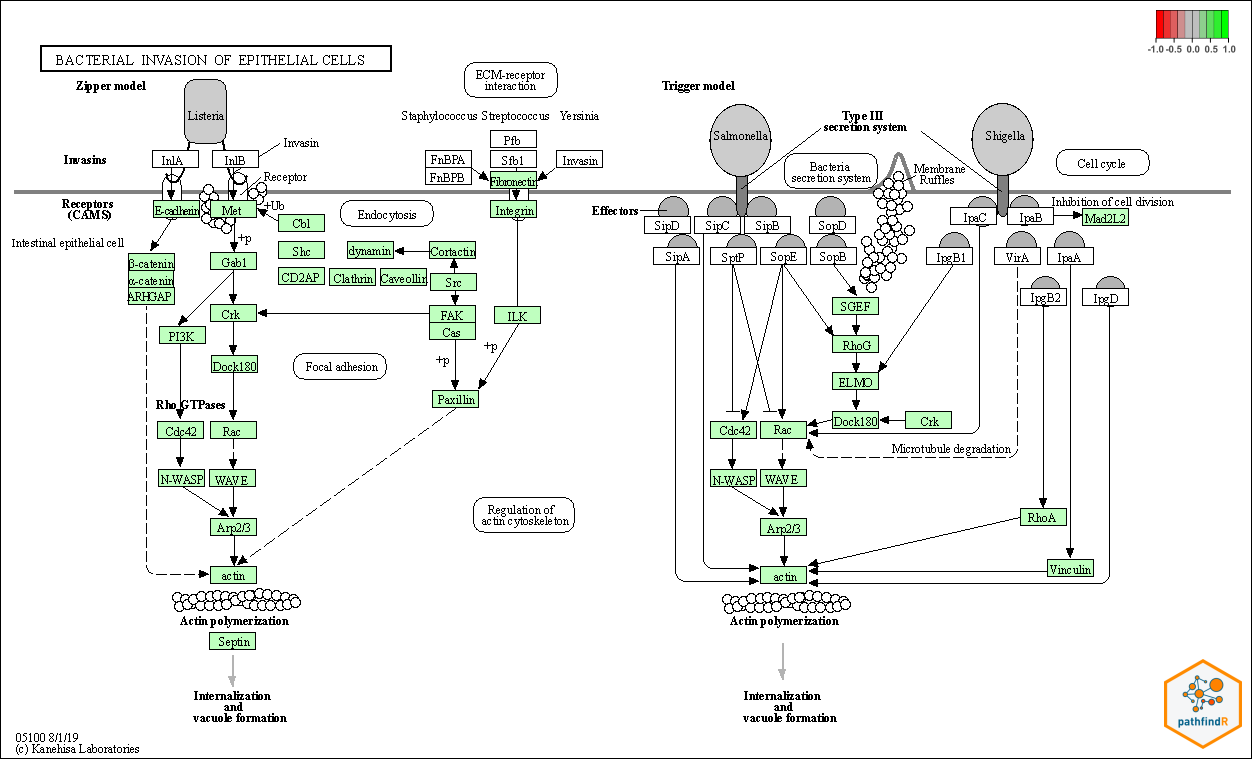 -1.0 -0.5 0.0 0.5 1.0
BACTERIAL INVASION OF EPITHELIAL CELLS
Zipper model
ECM-receptor
interaction
Trigger model
Listeria
Staphylococcus Streptococcus Yersinia
Salmonella
Type III
secretion system
Shigella
Invasins
InlA
InlB
Invasin
Receptor
FnBPA
FnBPB
Pfb
Sfb1
Fibronectin
Invasin
Bacteria
secretion system
Membrane
Ruffles
Cell cycle
Receptors
(CAMS)
E-cadherin
Met
+Ub
Cbl
Endocytosis
Integrin
Effectors
SipD
SipC
SipB
SopD
IpaC
IpaB
Inhibition of cell division
Mad2L2
Intestinal epithelial cell
+p
Shc
dynamin
Cortactin
SipA
SptP
SopE
SopB
IpgB1
VirA
IpaA
β-catenin
α-catenin
ARHGAP
Gab1
CD2AP
Clathrin
Caveollin
Src
IpgB2
IpgD
Crk
FAK
Cas
ILK
SGEF
PI3K
RhoG
+p
+p
Dock180
Focal adhesion
ELMO
Paxillin
Rho GTPases
Cdc42
Rac
Cdc42
Rac
Dock180
Crk
Microtubule degradation
N-WASP
WAVE
N-WASP
WAVE
Regulation of
actin cytoskeleton
Arp2/3
Arp2/3
RhoA
actin
actin
Vinculin
Actin polymerization
Actin polymerization
Septin
Internalization
and
vacuole formation
Internalization
and
vacuole formation
pathfindR
05100 8/1/19
(c) Kanehisa Laboratories